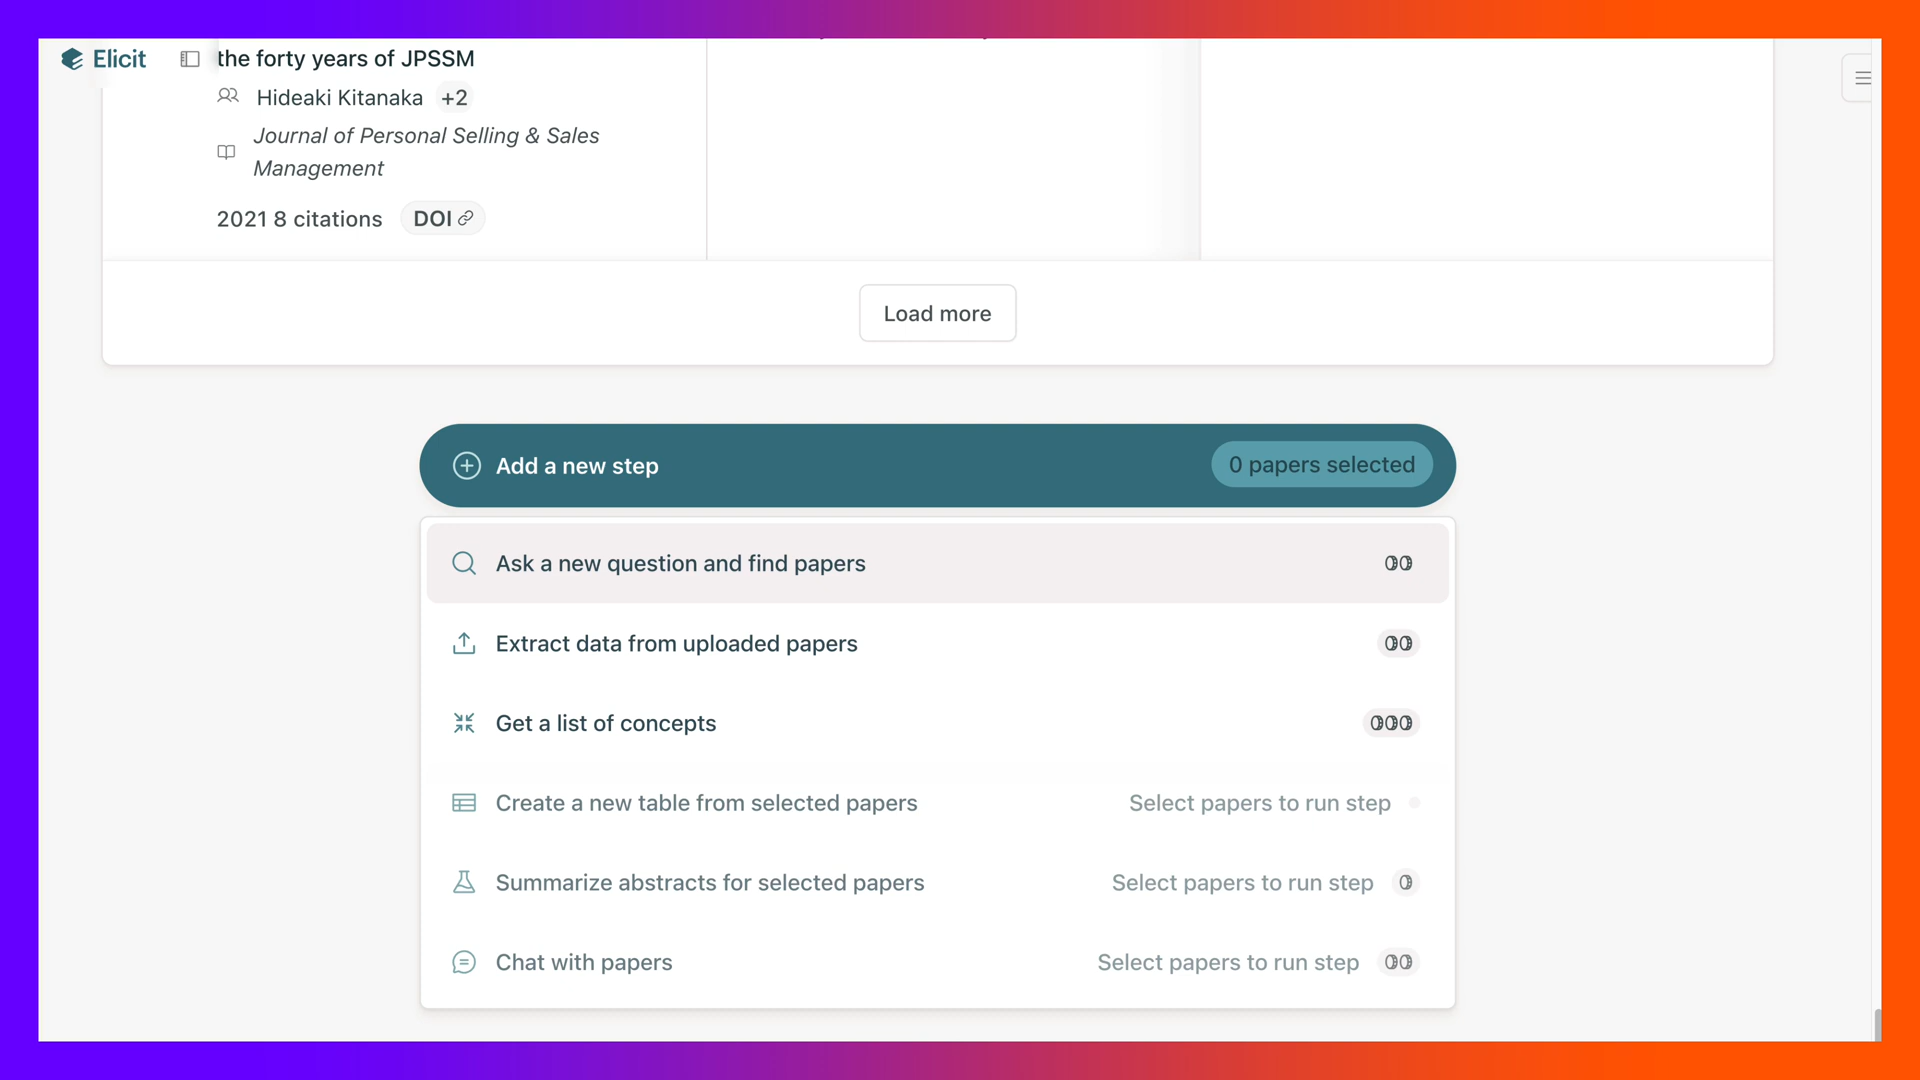 Elicit
the forty years of JPSSM
Hideaki Kitanaka +2
Journal of Personal Selling & Sales
Management
2021 8 citations DOI
Load more
Add a new step
0 papers selected
Ask a new question and find papers
Extract data from uploaded papers
Get a list of concepts
Create a new table from selected papers
Select papers to run step
Summarize abstracts for selected papers
Select papers to run step
Chat with papers
Select papers to run step